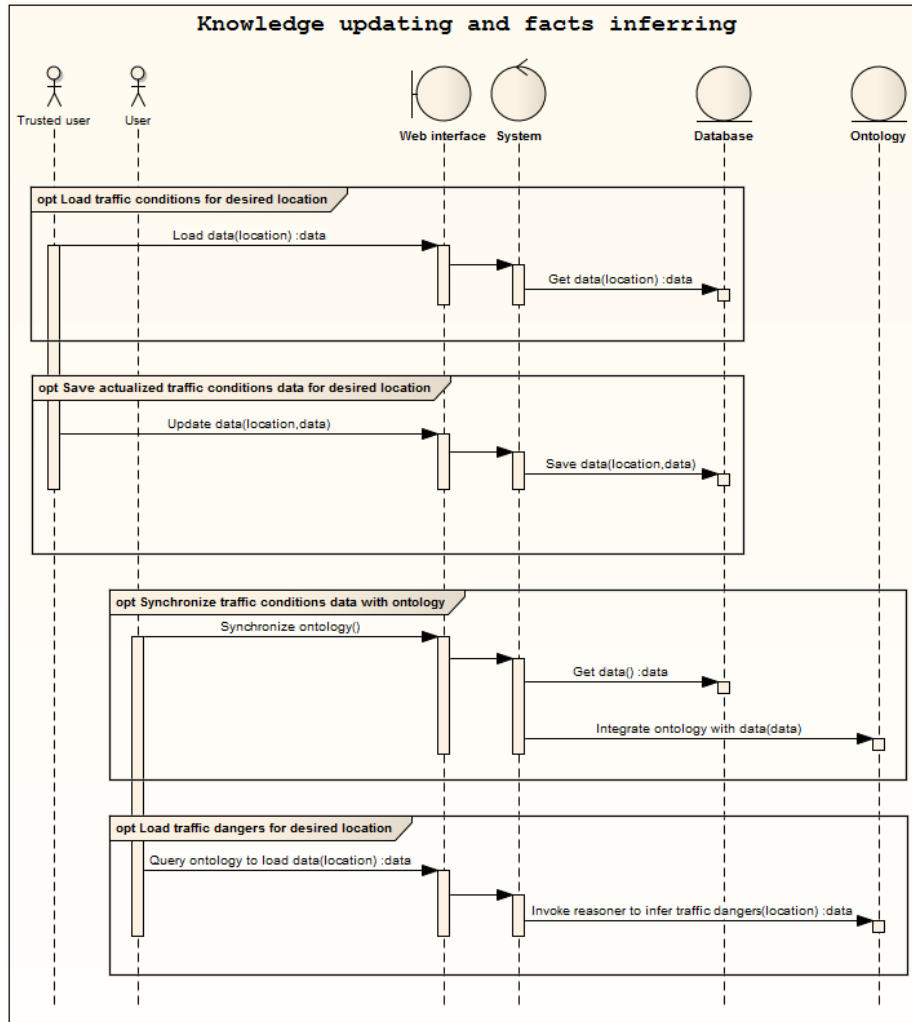 Knowledge updating and facts inferring
Trusted user
User
Web interface
System
Database
Ontology
opt Load traffic conditions for desired location
Load data(location) :data
Get data(location) :data
opt Save actualized traffic conditions data for desired location
Update data(location,data)
Save data(location,data)
opt Synchronize traffic conditions data with ontology
Synchronize ontology()
Get data() :data
Integrate ontology with data(data)
opt Load traffic dangers for desired location
Query ontology to load data(location) :data
Invoke reasoner to infer traffic dangers(location) :data